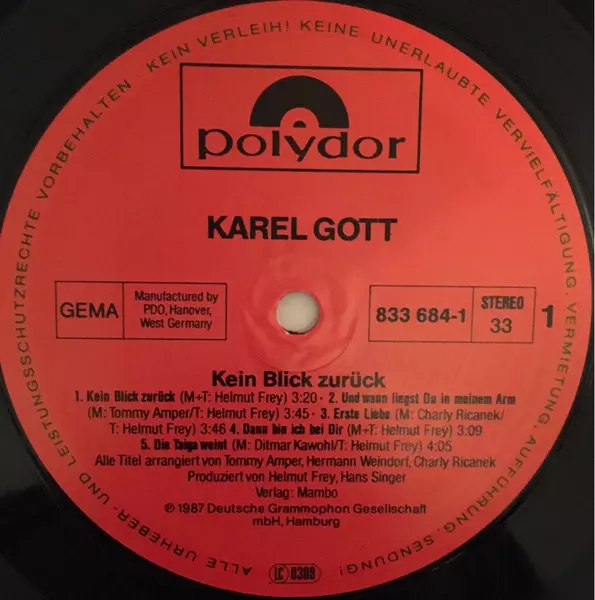 ALLE URHEBER- UND LEISTUNGSSCHUTZRECHTE VORBEHALTEN · KEIN VERLEIH! KEINE UNERLAUBTE VERVIELFÄLTIGUNG, VERMIETUNG, AUFFÜHRUNG, SENDUNG!
polydor
KAREL GOTT
GEMA
Manufactured by
PDO, Hanover,
West Germany
833 684-1
STEREO
33
1
Kein Blick zurück
1. Kein Blick zurück (M+T: Helmut Frey) 3:20 · 2. Und wann liegst Du in meinem Arm
(M: Tommy Amper/T: Helmut Frey) 3:45 · 3. Erste Liebe (M: Charly Ricanek/
T: Helmut Frey) 3:46 4. Dann bin ich bei Dir (M+T: Helmut Frey) 3:09
5. Die Taiga weint (M: Ditmar Kawohl/T: Helmut Frey) 4:05
Alle Titel arrangiert von Tommy Amper, Hermann Weindorf, Charly Ricanek
Produziert von Helmut Frey, Hans Singer
Verlag: Mambo
℗ 1987 Deutsche Grammophon Gesellschaft
mbH, Hamburg
LC 0309